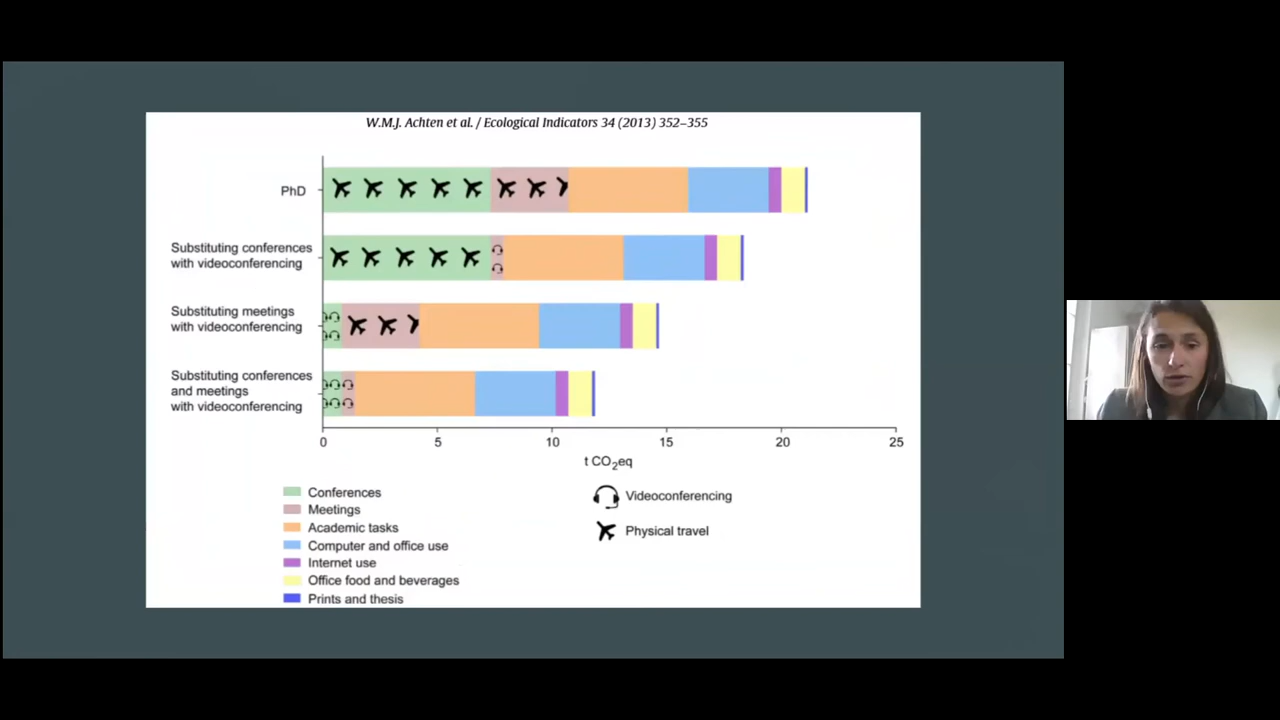 W.M.J. Achten et al. / Ecological Indicators 34 (2013) 352–355
PhD
Substituting conferences
with videoconferencing
Substituting meetings
with videoconferencing
Substituting conferences
and meetings
with videoconferencing
0 5 10 15 20 25
t CO2eq
Conferences
Meetings
Academic tasks
Computer and office use
Internet use
Office food and beverages
Prints and thesis
Videoconferencing
Physical travel